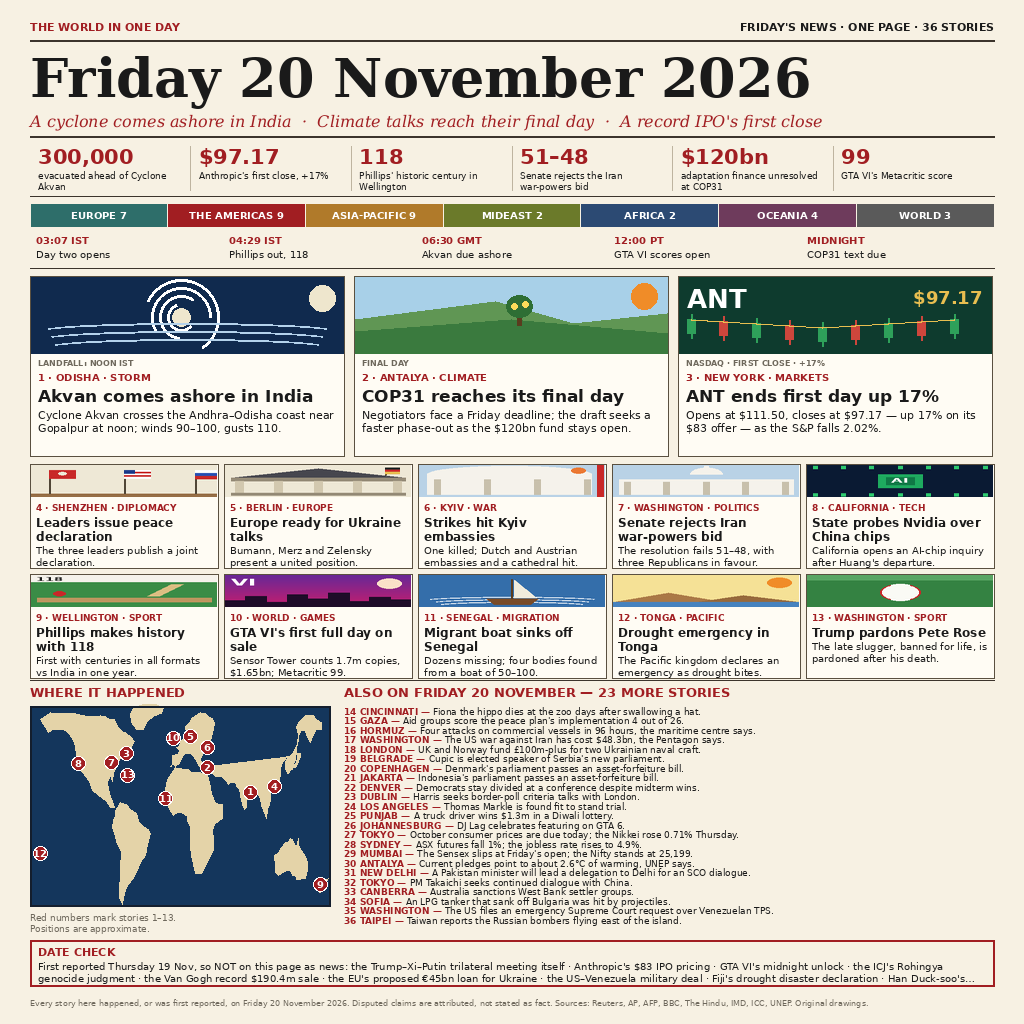 THE WORLD IN ONE DAY
FRIDAY'S NEWS · ONE PAGE · 36 STORIES
Friday 20 November 2026
A cyclone comes ashore in India · Climate talks reach their final day · A record IPO's first close
300,000
evacuated ahead of Cyclone
Akvan
$97.17
Anthropic's first close, +17%
118
Phillips' historic century in
Wellington
51–48
Senate rejects the Iran
war-powers bid
$120bn
adaptation finance unresolved
at COP31
99
GTA VI's Metacritic score
EUROPE 7
THE AMERICAS 9
ASIA-PACIFIC 9
MIDEAST 2
AFRICA 2
OCEANIA 4
WORLD 3
03:07 IST
Day two opens
04:29 IST
Phillips out, 118
06:30 GMT
Akvan due ashore
12:00 PT
GTA VI scores open
MIDNIGHT
COP31 text due
LANDFALL: NOON IST
1 · ODISHA · STORM
Akvan comes ashore in India
Cyclone Akvan crosses the Andhra–Odisha coast near
Gopalpur at noon; winds 90–100, gusts 110.
FINAL DAY
2 · ANTALYA · CLIMATE
COP31 reaches its final day
Negotiators face a Friday deadline; the draft seeks a
faster phase-out as the $120bn fund stays open.
ANT
$97.17
NASDAQ · FIRST CLOSE · +17%
3 · NEW YORK · MARKETS
ANT ends first day up 17%
Opens at $111.50, closes at $97.17 — up 17% on its
$83 offer — as the S&P falls 2.02%.
4 · SHENZHEN · DIPLOMACY
Leaders issue peace
declaration
The three leaders publish a joint
declaration.
5 · BERLIN · EUROPE
Europe ready for Ukraine
talks
Bumann, Merz and Zelensky
present a united position.
6 · KYIV · WAR
Strikes hit Kyiv
embassies
One killed; Dutch and Austrian
embassies and a cathedral hit.
7 · WASHINGTON · POLITICS
Senate rejects Iran
war-powers bid
The resolution fails 51–48, with
three Republicans in favour.
AI
8 · CALIFORNIA · TECH
State probes Nvidia over
China chips
California opens an AI-chip inquiry
after Huang's departure.
118
9 · WELLINGTON · SPORT
Phillips makes history
with 118
First with centuries in all formats
vs India in one year.
VI
10 · WORLD · GAMES
GTA VI's first full day on
sale
Sensor Tower counts 1.7m copies,
$1.65bn; Metacritic 99.
11 · SENEGAL · MIGRATION
Migrant boat sinks off
Senegal
Dozens missing; four bodies found
from a boat of 50–100.
12 · TONGA · PACIFIC
Drought emergency in
Tonga
The Pacific kingdom declares an
emergency as drought bites.
13 · WASHINGTON · SPORT
Trump pardons Pete Rose
The late slugger, banned for life, is
pardoned after his death.
WHERE IT HAPPENED
10
5
6
3
7
8
13
2
11
1
4
12
9
Red numbers mark stories 1–13.
Positions are approximate.
ALSO ON FRIDAY 20 NOVEMBER — 23 MORE STORIES
14 CINCINNATI — Fiona the hippo dies at the zoo days after swallowing a hat.
15 GAZA — Aid groups score the peace plan's implementation 4 out of 26.
16 HORMUZ — Four attacks on commercial vessels in 96 hours, the maritime centre says.
17 WASHINGTON — The US war against Iran has cost $48.3bn, the Pentagon says.
18 LONDON — UK and Norway fund £100m-plus for two Ukrainian naval craft.
19 BELGRADE — Cupic is elected speaker of Serbia's new parliament.
20 COPENHAGEN — Denmark's parliament passes an asset-forfeiture bill.
21 JAKARTA — Indonesia's parliament passes an asset-forfeiture bill.
22 DENVER — Democrats stay divided at a conference despite midterm wins.
23 DUBLIN — Harris seeks border-poll criteria talks with London.
24 LOS ANGELES — Thomas Markle is found fit to stand trial.
25 PUNJAB — A truck driver wins $1.3m in a Diwali lottery.
26 JOHANNESBURG — DJ Lag celebrates featuring on GTA 6.
27 TOKYO — October consumer prices are due today; the Nikkei rose 0.71% Thursday.
28 SYDNEY — ASX futures fall 1%; the jobless rate rises to 4.9%.
29 MUMBAI — The Sensex slips at Friday's open; the Nifty stands at 25,199.
30 ANTALYA — Current pledges point to about 2.6°C of warming, UNEP says.
31 NEW DELHI — A Pakistan minister will lead a delegation to Delhi for an SCO dialogue.
32 TOKYO — PM Takaichi seeks continued dialogue with China.
33 CANBERRA — Australia sanctions West Bank settler groups.
34 SOFIA — An LPG tanker that sank off Bulgaria was hit by projectiles.
35 WASHINGTON — The US files an emergency Supreme Court request over Venezuelan TPS.
36 TAIPEI — Taiwan reports the Russian bombers flying east of the island.
DATE CHECK
First reported Thursday 19 Nov, so NOT on this page as news: the Trump–Xi–Putin trilateral meeting itself · Anthropic's $83 IPO pricing · GTA VI's midnight unlock · the ICJ's Rohingya
genocide judgment · the Van Gogh record $190.4m sale · the EU's proposed €45bn loan for Ukraine · the US–Venezuela military deal · Fiji's drought disaster declaration · Han Duck-soo's...
Every story here happened, or was first reported, on Friday 20 November 2026. Disputed claims are attributed, not stated as fact. Sources: Reuters, AP, AFP, BBC, The Hindu, IMD, ICC, UNEP. Original drawings.